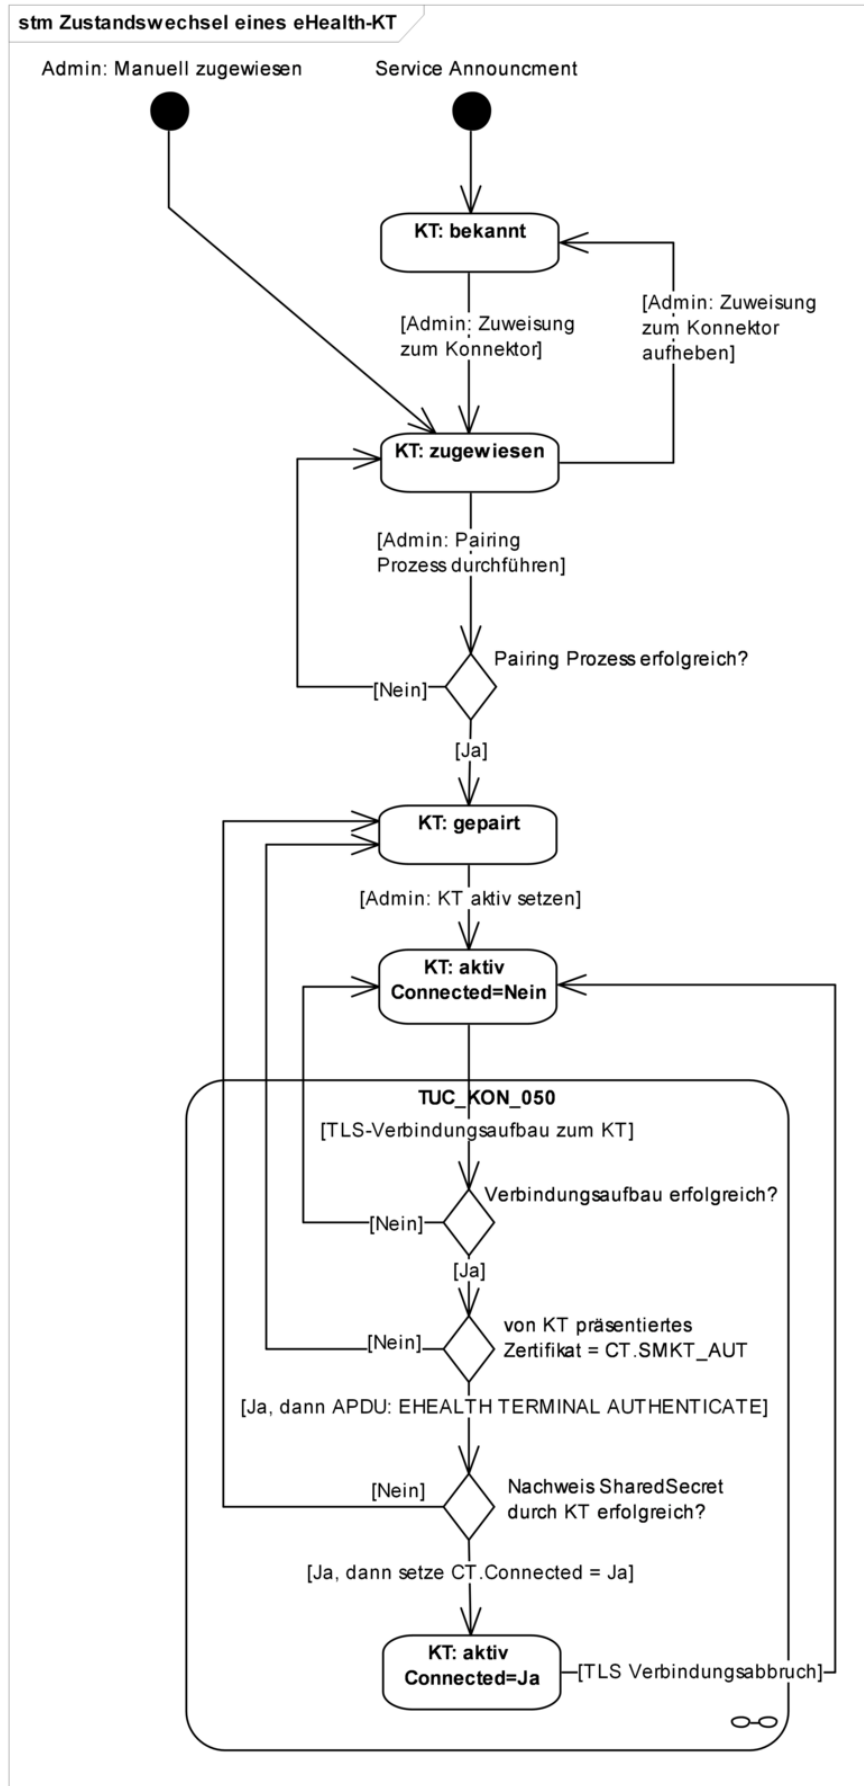 stm Zustandswechsel eines eHealth-KT
Admin: Manuell zugewiesen
Service Announcment
KT: bekannt
[Admin: Zuweisung
zum Konnektor]
[Admin: Zuweisung
zum Konnektor
aufheben]
KT: zugewiesen
[Admin: Pairing
Prozess durchführen]
Pairing Prozess erfolgreich?
[Nein]
[Ja]
KT: gepairt
[Admin: KT aktiv setzen]
KT: aktiv
Connected=Nein
TUC_KON_050
[TLS-Verbindungsaufbau zum KT]
Verbindungsaufbau erfolgreich?
[Nein]
[Ja]
von KT präsentiertes
Zertifikat = CT.SMKT_AUT
[Nein]
[Ja, dann APDU: EHEALTH TERMINAL AUTHENTICATE]
Nachweis SharedSecret
durch KT erfolgreich?
[Nein]
[Ja, dann setze CT.Connected = Ja]
KT: aktiv
Connected=Ja
[TLS Verbindungsabbruch]